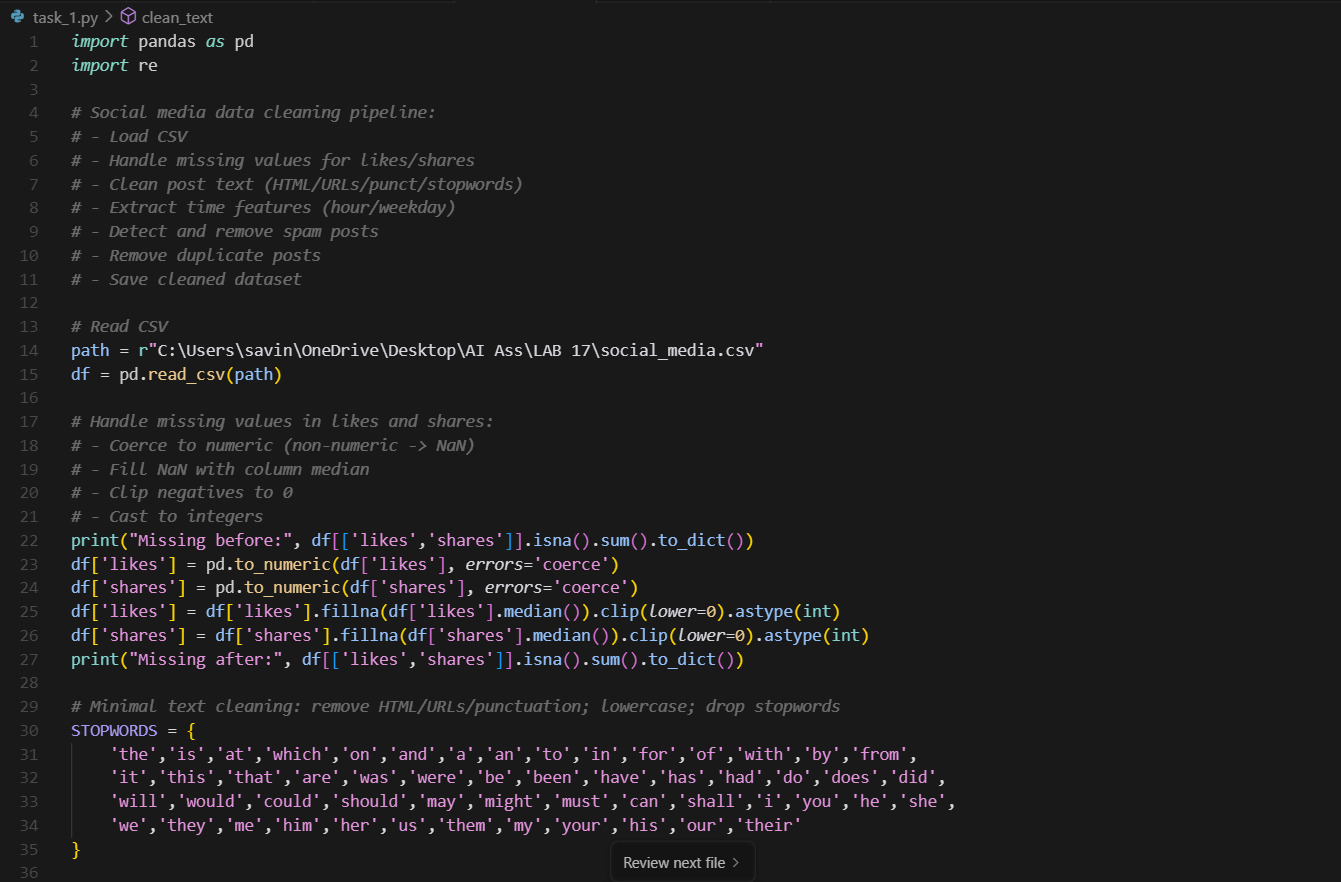 task_1.py > clean_text
1 import pandas as pd
2 import re
3
4 # Social media data cleaning pipeline:
5 # - Load CSV
6 # - Handle missing values for likes/shares
7 # - Clean post text (HTML/URLs/punct/stopwords)
8 # - Extract time features (hour/weekday)
9 # - Detect and remove spam posts
10 # - Remove duplicate posts
11 # - Save cleaned dataset
12
13 # Read CSV
14 path = r"C:\Users\savin\OneDrive\Desktop\AI Ass\LAB 17\social_media.csv"
15 df = pd.read_csv(path)
16
17 # Handle missing values in likes and shares:
18 # - Coerce to numeric (non-numeric -> NaN)
19 # - Fill NaN with column median
20 # - Clip negatives to 0
21 # - Cast to integers
22 print("Missing before:", df[['likes','shares']].isna().sum().to_dict())
23 df['likes'] = pd.to_numeric(df['likes'], errors='coerce')
24 df['shares'] = pd.to_numeric(df['shares'], errors='coerce')
25 df['likes'] = df['likes'].fillna(df['likes'].median()).clip(lower=0).astype(int)
26 df['shares'] = df['shares'].fillna(df['shares'].median()).clip(lower=0).astype(int)
27 print("Missing after:", df[['likes','shares']].isna().sum().to_dict())
28
29 # Minimal text cleaning: remove HTML/URLs/punctuation; lowercase; drop stopwords
30 STOPWORDS = {
31     'the','is','at','which','on','and','a','an','to','in','for','of','with','by','from',
32     'it','this','that','are','was','were','be','been','have','has','had','do','does','did',
33     'will','would','could','should','may','might','must','can','shall','i','you','he','she',
34     'we','they','me','him','her','us','them','my','your','his','our','their'
35 }
36
Review next file >